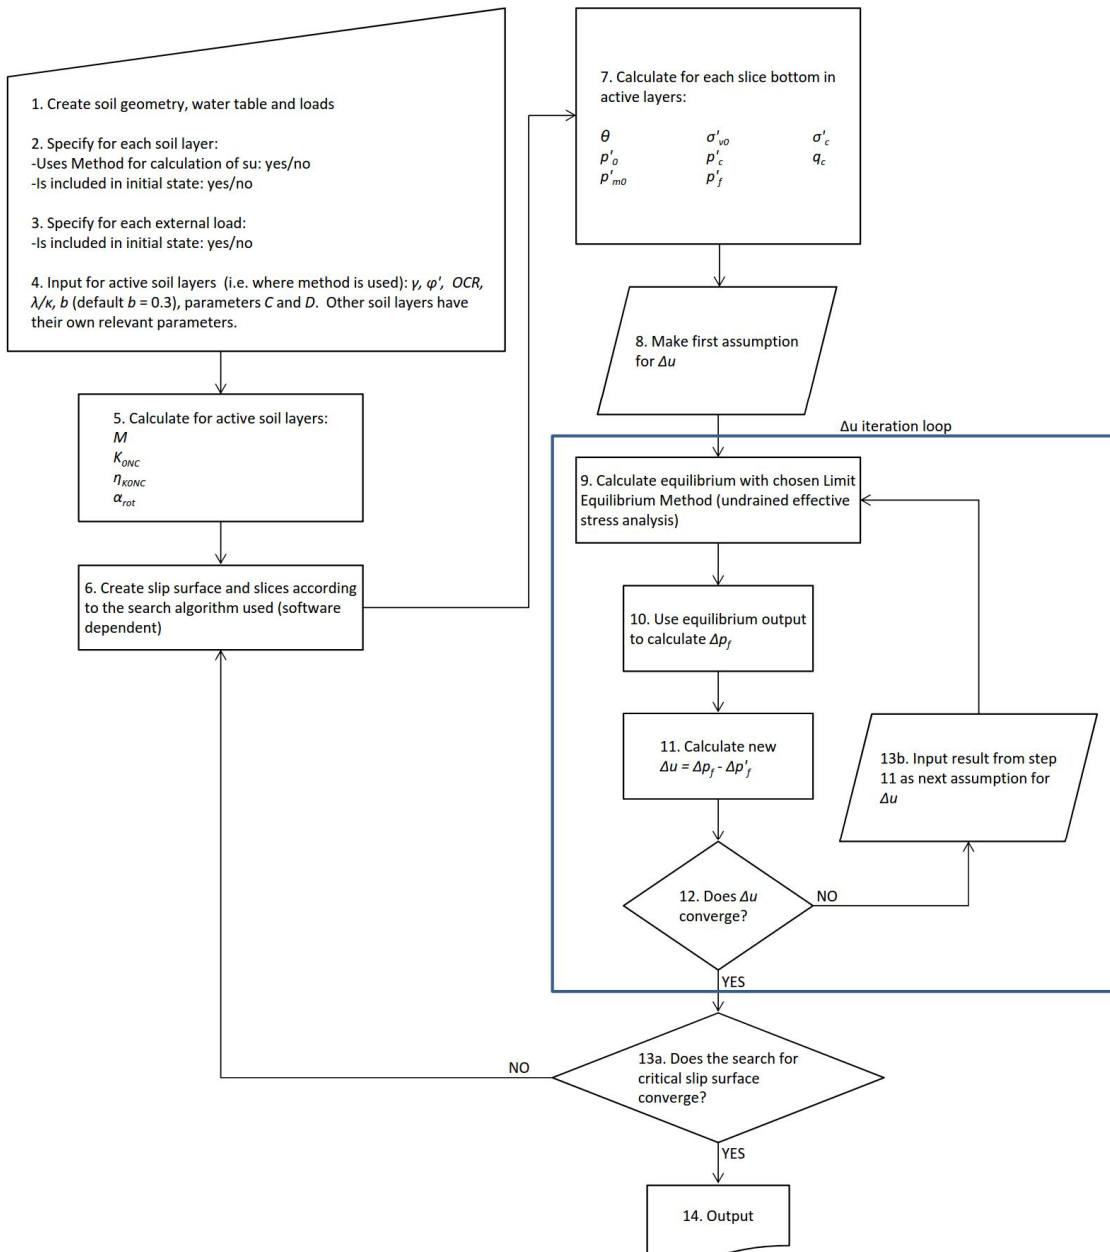 1. Create soil geometry, water table and loads
2. Specify for each soil layer:
-Uses Method for calculation of su: yes/no
-Is included in initial state: yes/no
3. Specify for each external load:
-Is included in initial state: yes/no
4. Input for active soil layers (i.e. where method is used): γ, φ', OCR,
λ/κ, b (default b = 0.3), parameters C and D. Other soil layers have
their own relevant parameters.
5. Calculate for active soil layers:
M
K0NC
ηK0NC
αrot
6. Create slip surface and slices according
to the search algorithm used (software
dependent)
7. Calculate for each slice bottom in
active layers:
θ σ'v0 σ'c
p'0 p'c qc
p'm0 p'f
8. Make first assumption
for Δu
Δu iteration loop
9. Calculate equilibrium with chosen Limit
Equilibrium Method (undrained effective
stress analysis)
10. Use equilibrium output
to calculate Δpf
11. Calculate new
Δu = Δpf - Δp'f
12. Does Δu
converge?
NO
13b. Input result from step
11 as next assumption for
Δu
YES
13a. Does the search for
critical slip surface
converge?
NO
YES
14. Output